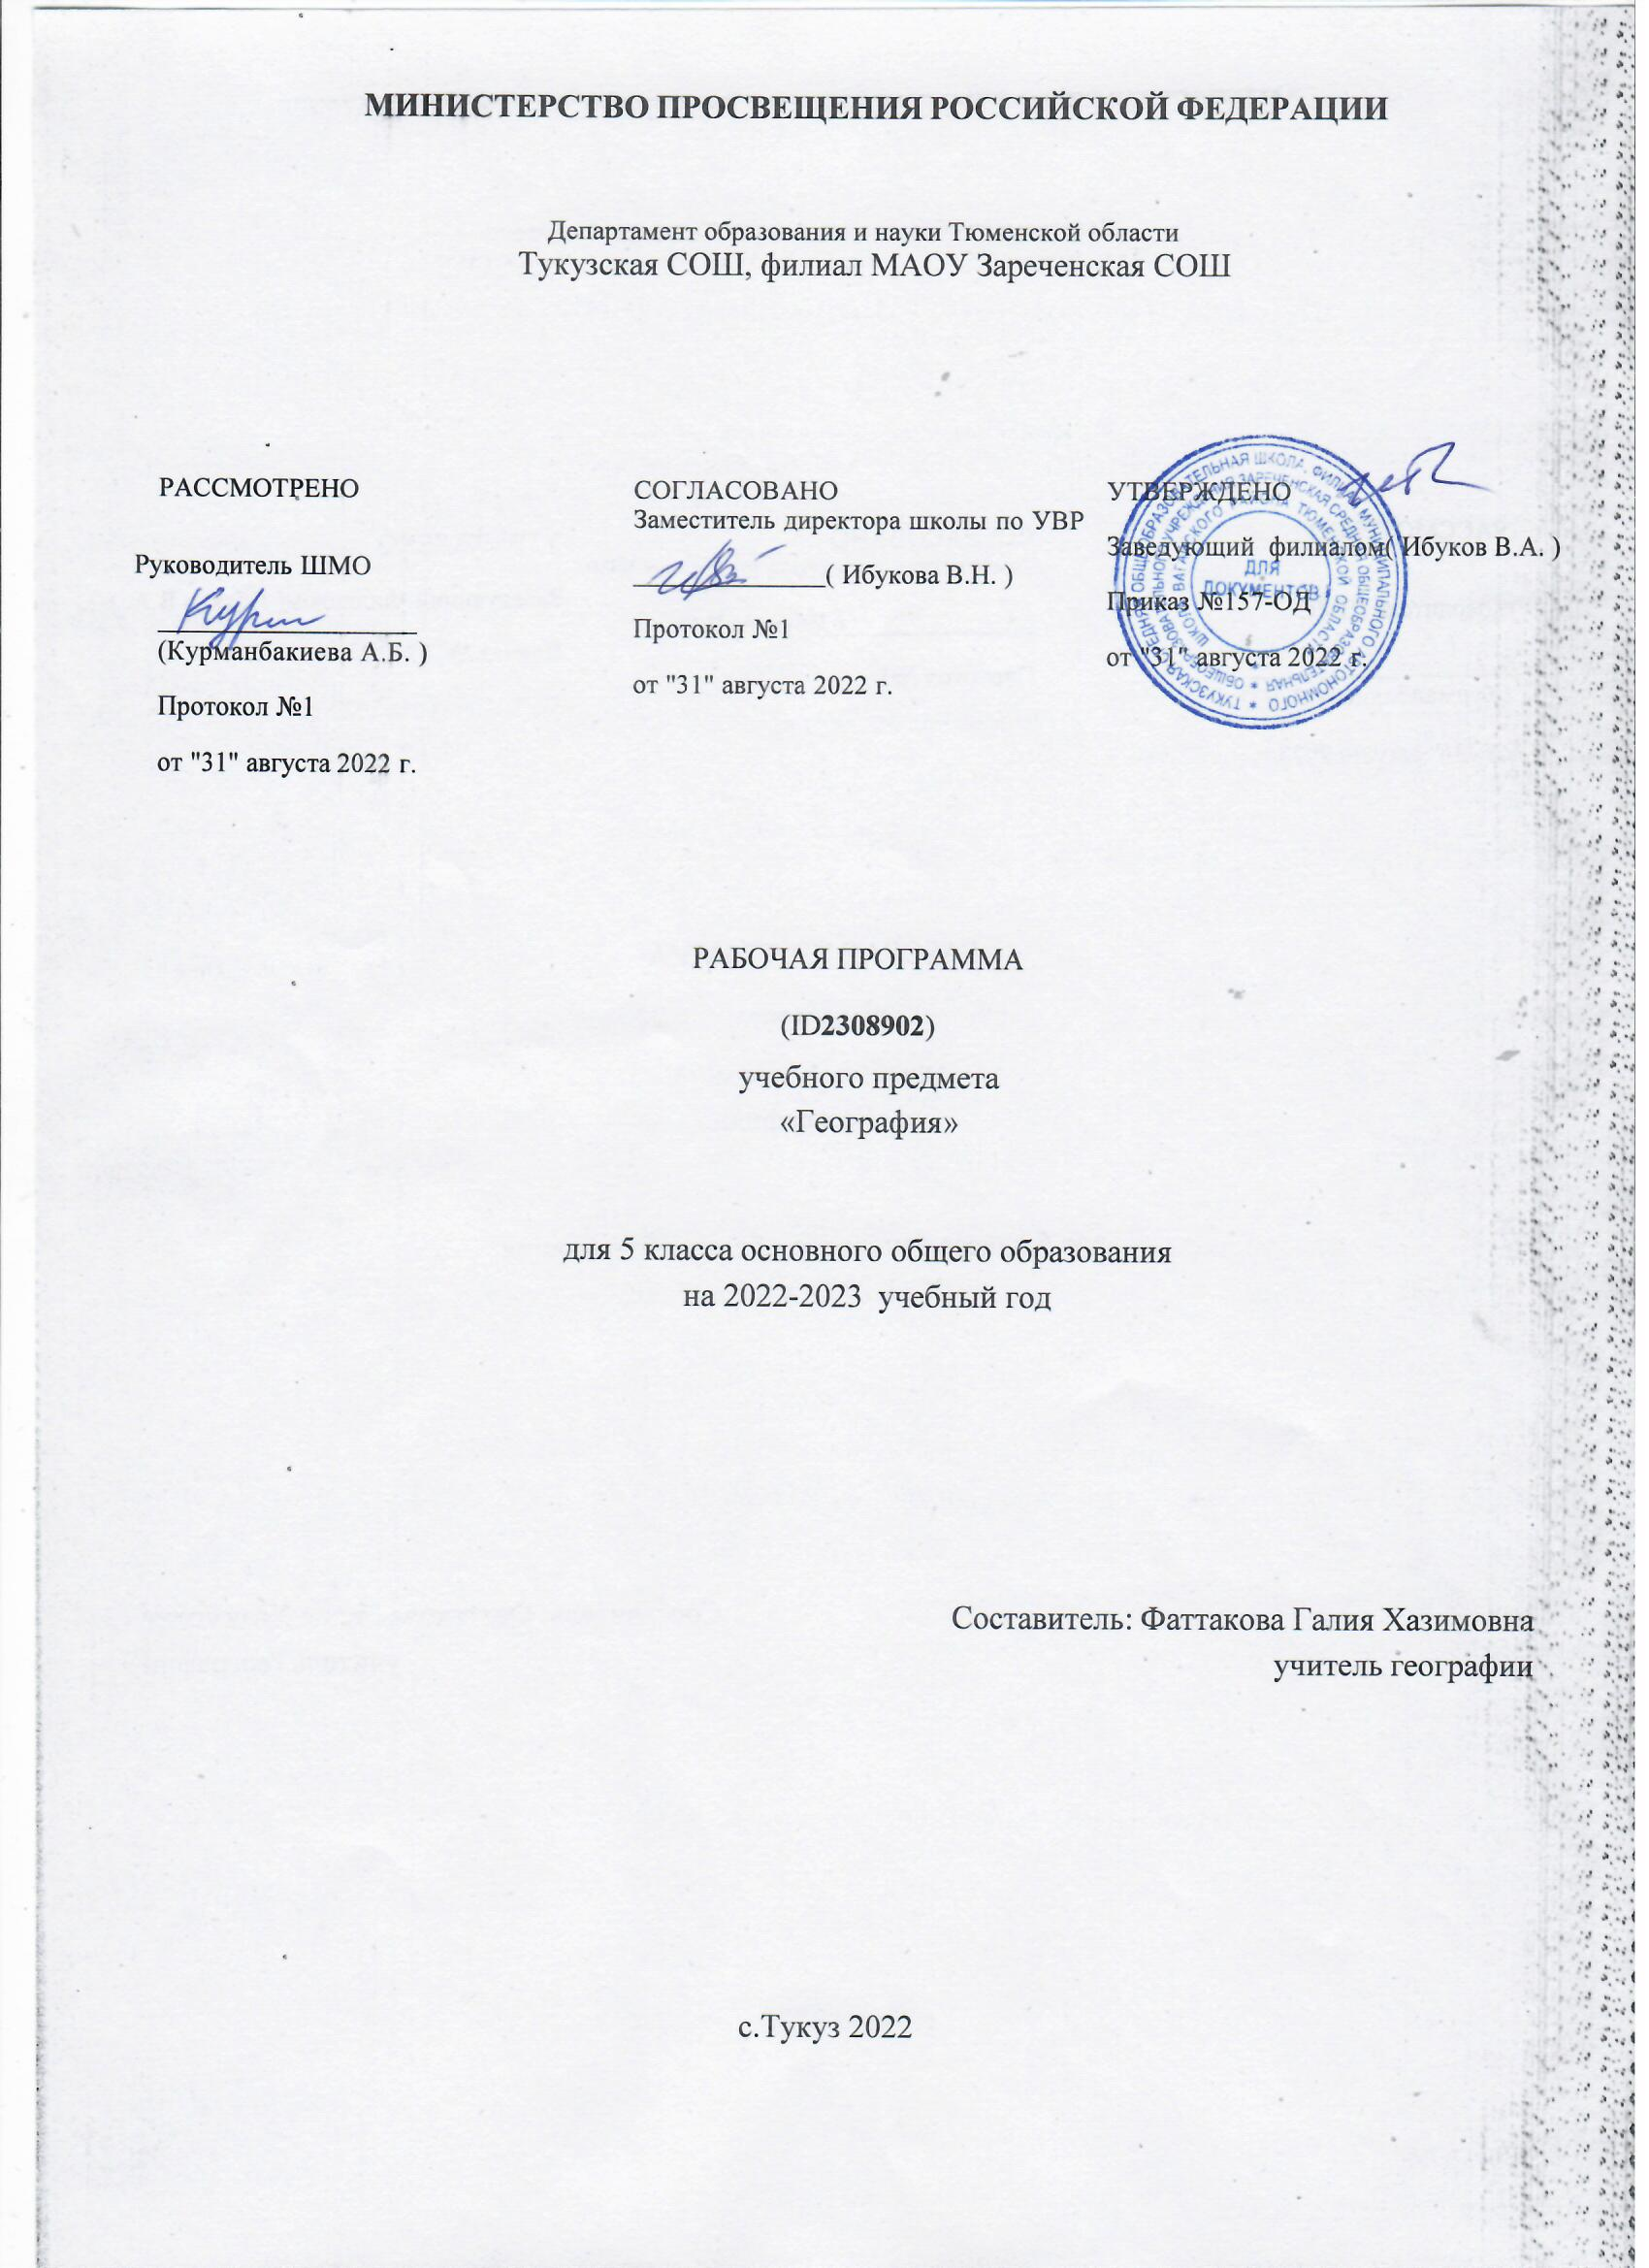 МИНИСТЕРСТВО ПРОСВЕЩЕНИЯ РОССИЙСКОЙ ФЕДЕРАЦИИ
Департамент образования и науки Тюменской области
Тукузская СОШ, филиал МАОУ Зареченская СОШ
РАССМОТРЕНО
Руководитель ШМО
(Курманбакиева А.Б. )
Протокол №1
от "31" августа 2022 г.
СОГЛАСОВАНО
Заместитель директора школы по УВР
( Ибукова В.Н. )
Протокол №1
от "31" августа 2022 г.
УТВЕРЖДЕНО
Заведующий филиалом( Ибуков В.А. )
Приказ №157-ОД
от "31" августа 2022 г.
ДЛЯ
ДОКУМЕНТОВ
РАБОЧАЯ ПРОГРАММА
(ID2308902)
учебного предмета
«География»
для 5 класса основного общего образования
на 2022-2023 учебный год
Составитель: Фаттакова Галия Хазимовна
учитель географии
с.Тукуз 2022